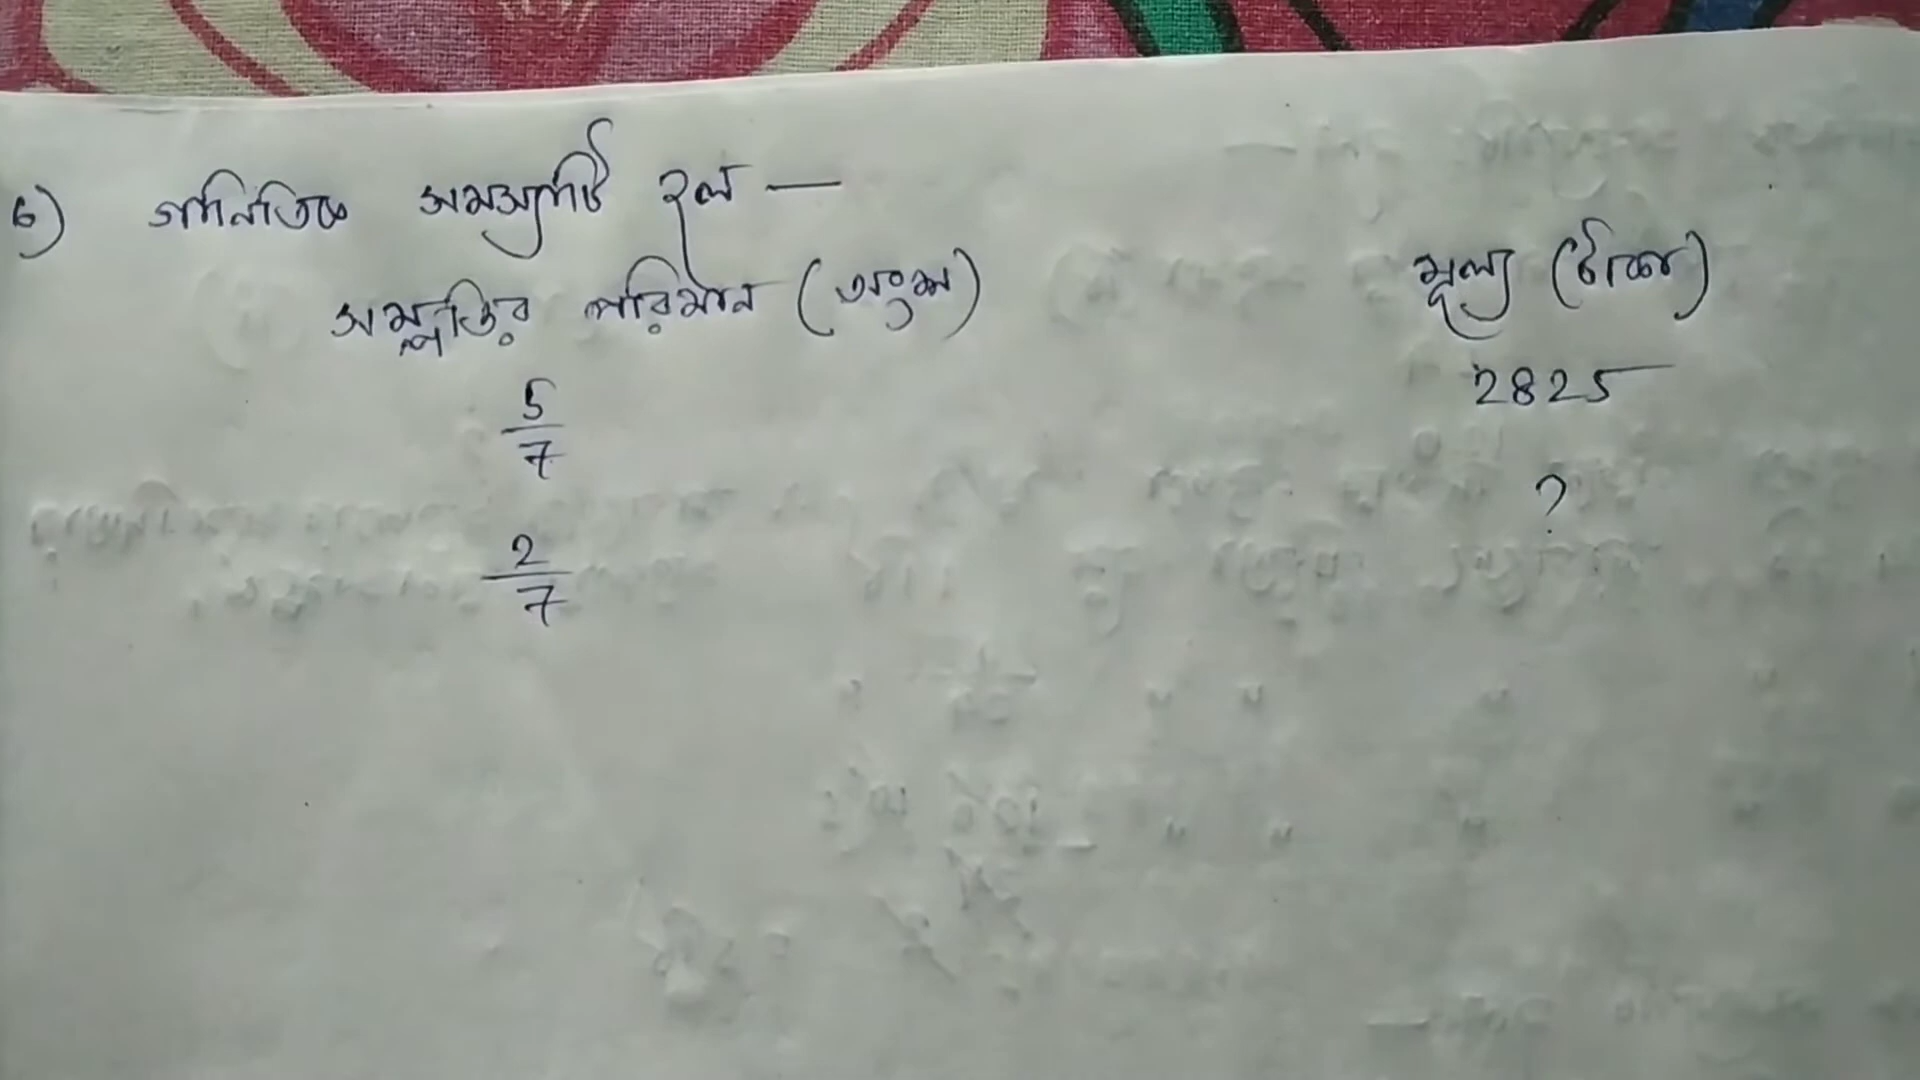 6) গানিতিক সমস্যাটি হল —
সম্পত্তির পরিমান (অংশ) মূল্য (টাকা)
5/7 2825
2/7 ?